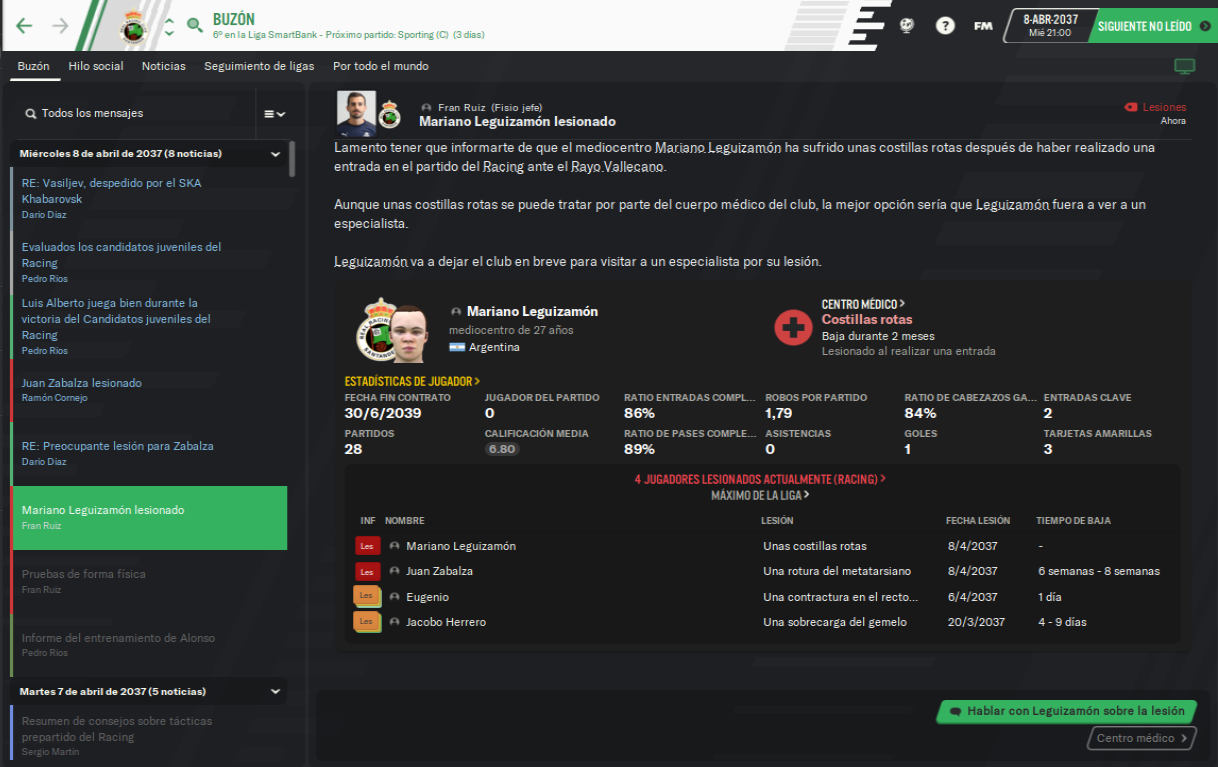 BUZÓN
6º en la Liga SmartBank - Próximo partido: Sporting (C) (3 días)
?
FM
8-ABR-2037
Mié 21:00
SIGUIENTE NO LEÍDO
Buzón
Hilo social
Noticias
Seguimiento de ligas
Por todo el mundo
Todos los mensajes
Miércoles 8 de abril de 2037 (8 noticias)
RE: Vasiljev, despedido por el SKA
Khabarovsk
Darío Díaz
Evaluados los candidatos juveniles del
Racing
Pedro Ríos
Luis Alberto juega bien durante la
victoria del Candidatos juveniles del
Racing
Pedro Ríos
Juan Zabalza lesionado
Ramón Cornejo
RE: Preocupante lesión para Zabalza
Darío Díaz
Mariano Leguizamón lesionado
Fran Ruiz
Pruebas de forma física
Fran Ruiz
Informe del entrenamiento de Alonso
Pedro Ríos
Martes 7 de abril de 2037 (5 noticias)
Resumen de consejos sobre tácticas
prepartido del Racing
Sergio Martín
Fran Ruiz (Fisio jefe)
Mariano Leguizamón lesionado
Lesiones
Ahora
Lamento tener que informarte de que el mediocentro Mariano Leguizamón ha sufrido unas costillas rotas después de haber realizado una
entrada en el partido del Racing ante el Rayo Vallecano.
Aunque unas costillas rotas se puede tratar por parte del cuerpo médico del club, la mejor opción sería que Leguizamón fuera a ver a un
especialista.
Leguizamón va a dejar el club en breve para visitar a un especialista por su lesión.
Mariano Leguizamón
mediocentro de 27 años
Argentina
CENTRO MÉDICO
Costillas rotas
Baja durante 2 meses
Lesionado al realizar una entrada
ESTADÍSTICAS DE JUGADOR
FECHA FIN CONTRATO JUGADOR DEL PARTIDO RATIO ENTRADAS COMPL... ROBOS POR PARTIDO RATIO DE CABEZAZOS GA... ENTRADAS CLAVE
30/6/2039 0 86% 1,79 84% 2
PARTIDOS CALIFICACIÓN MEDIA RATIO DE PASES COMPLE... ASISTENCIAS GOLES TARJETAS AMARILLAS
28 6.80 89% 0 1 3
4 JUGADORES LESIONADOS ACTUALMENTE (RACING)
MÁXIMO DE LA LIGA
INF NOMBRE LESIÓN FECHA LESIÓN TIEMPO DE BAJA
Les Mariano Leguizamón Unas costillas rotas 8/4/2037 -
Les Juan Zabalza Una rotura del metatarsiano 8/4/2037 6 semanas - 8 semanas
Les Eugenio Una contractura en el recto... 6/4/2037 1 día
Les Jacobo Herrero Una sobrecarga del gemelo 20/3/2037 4 - 9 días
Hablar con Leguizamón sobre la lesión
Centro médico